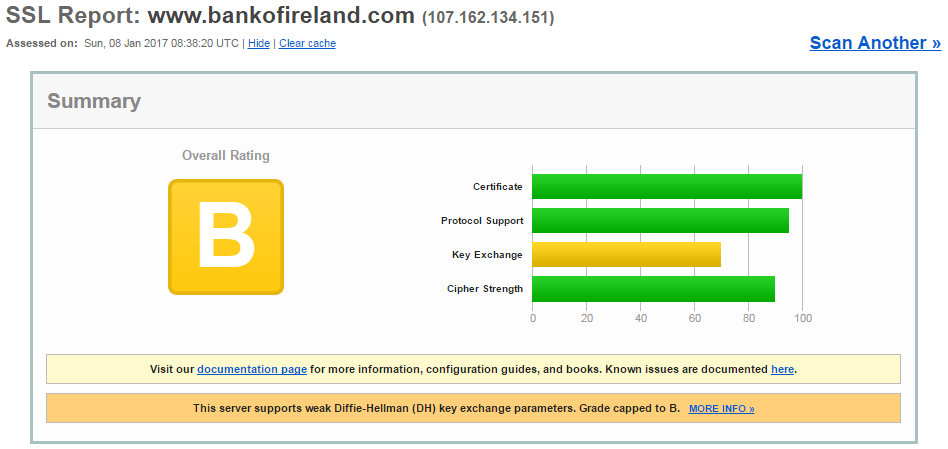 SSL Report: www.bankofireland.com (107.162.134.151)
Assessed on: Sun, 08 Jan 2017 08:38:20 UTC | Hide | Clear cache
Scan Another »
Summary
Overall Rating
B
Certificate
Protocol Support
Key Exchange
Cipher Strength
0 20 40 60 80 100
Visit our documentation page for more information, configuration guides, and books. Known issues are documented here.
This server supports weak Diffie-Hellman (DH) key exchange parameters. Grade capped to B. MORE INFO »